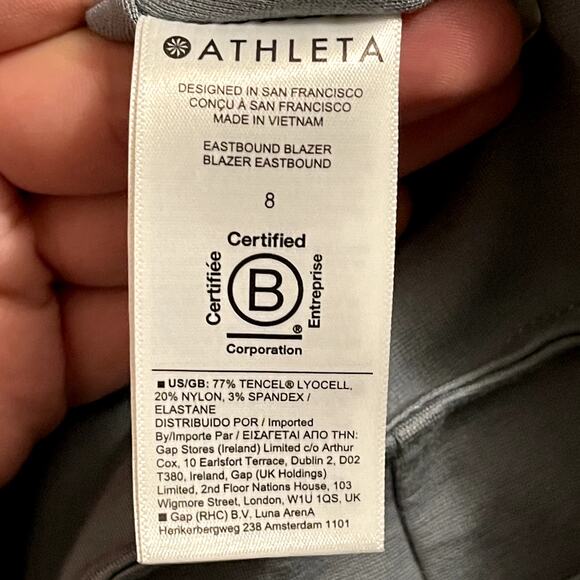 ATHLETA
DESIGNED IN SAN FRANCISCO
CONÇU À SAN FRANCISCO
MADE IN VIETNAM
EASTBOUND BLAZER
BLAZER EASTBOUND
8
Certified
Certifiée
B
Entreprise
®
Corporation
■ US/GB: 77% TENCEL® LYOCELL,
20% NYLON, 3% SPANDEX /
ELASTANE
DISTRIBUIDO POR / Imported
By/Importe Par / ΕΙΣΑΓΕΤΑΙ ΑΠΟ ΤΗΝ:
Gap Stores (Ireland) Limited c/o Arthur
Cox, 10 Earlsfort Terrace, Dublin 2, D02
T380, Ireland, Gap (UK Holdings)
Limited, 2nd Floor Nations House, 103
Wigmore Street, London, W1U 1QS, UK
■ Gap (RHC) B.V. Luna ArenA
Herikerbergweg 238 Amsterdam 1101